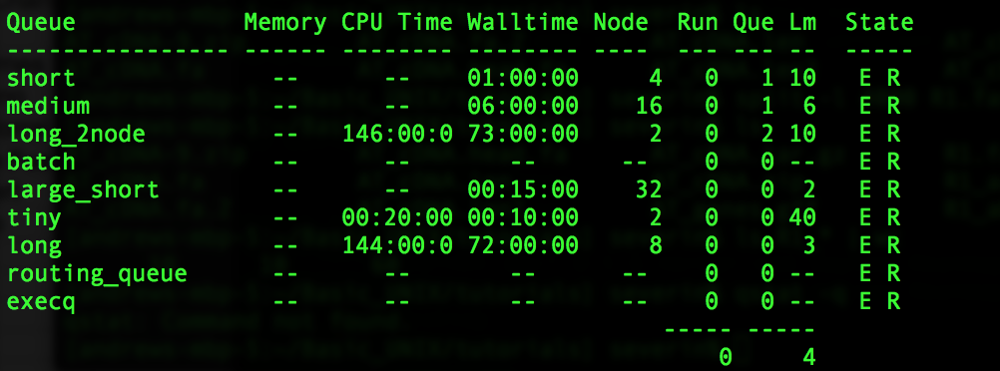 Queue            Memory CPU Time Walltime Node   Run Que Lm  State
---------------- ------ -------- -------- ----   --- --- --  -----
short              --      --    01:00:00     4   0   1 10   E R
medium             --      --    06:00:00    16   0   1  6   E R
long_2node         --   146:00:0 73:00:00     2   0   2 10   E R
batch              --      --       --      --    0   0 --   E R
large_short        --      --    00:15:00    32   0   0  2   E R
tiny               --   00:20:00 00:10:00     2   0   0 40   E R
long               --   144:00:0 72:00:00     8   0   0  3   E R
routing_queue      --      --       --      --    0   0 --   E R
execq              --      --       --      --    0   0 --   E R
                                               ----- -----
                                                   0     4